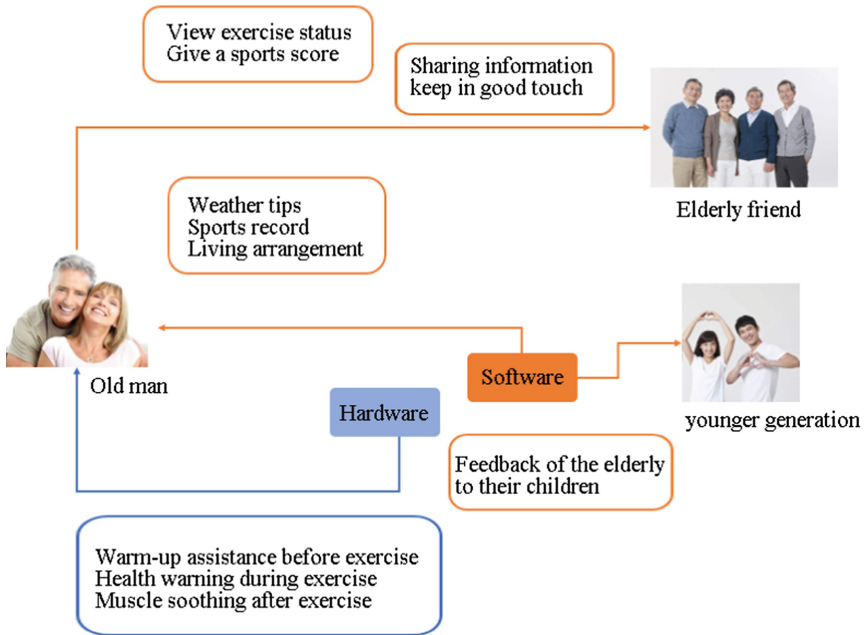 View exercise status
Give a sports score
Sharing information
keep in good touch
Elderly friend
Weather tips
Sports record
Living arrangement
Old man
Software
younger generation
Hardware
Feedback of the elderly
to their children
Warm-up assistance before exercise
Health warning during exercise
Muscle soothing after exercise